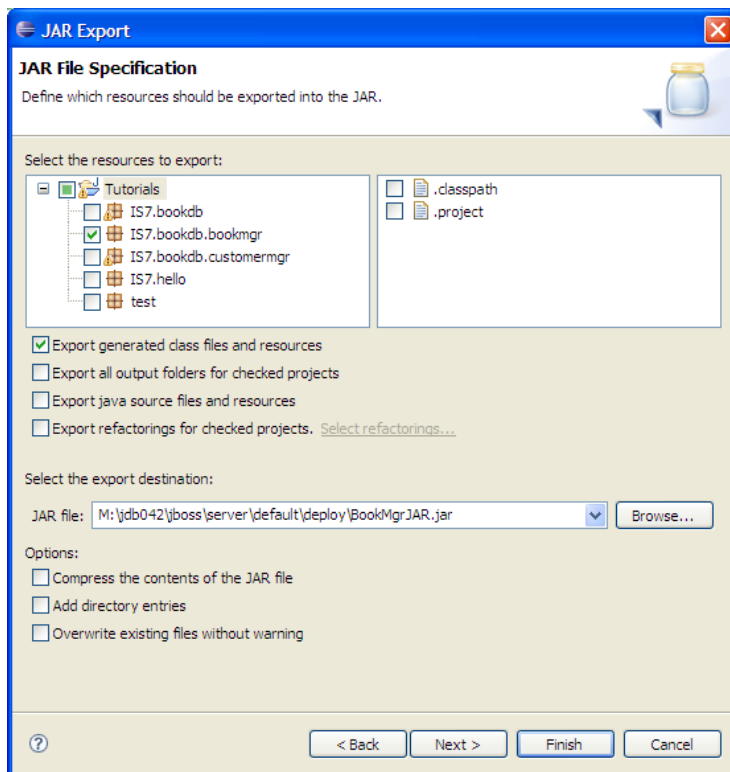 JAR Export
JAR File Specification
Define which resources should be exported into the JAR.
Select the resources to export:
Tutorials
IS7.bookdb
IS7.bookdb.bookmgr
IS7.bookdb.customermgr
IS7.hello
test
.classpath
.project
Export generated class files and resources
Export all output folders for checked projects
Export java source files and resources
Export refactorings for checked projects. Select refactorings...
Select the export destination:
JAR file: M:\jdb042\jboss\server\default\deploy\BookMgrJAR.jar Browse...
Options:
Compress the contents of the JAR file
Add directory entries
Overwrite existing files without warning
? < Back Next > Finish Cancel